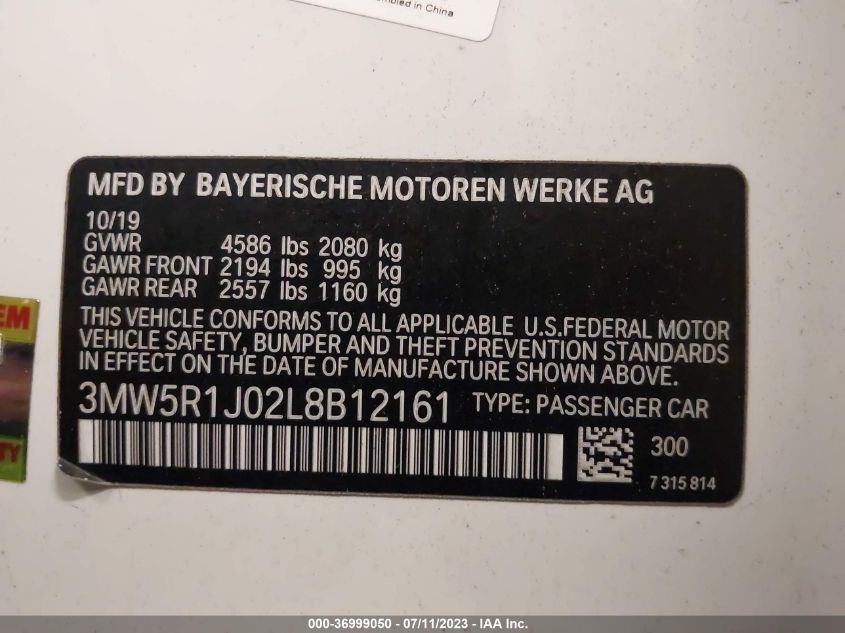 in China
MFD BY BAYERISCHE MOTOREN WERKE AG
10/19
GVWR 4586 lbs 2080 kg
GAWR FRONT 2194 lbs 995 kg
GAWR REAR 2557 lbs 1160 kg
THIS VEHICLE CONFORMS TO ALL APPLICABLE U.S.FEDERAL MOTOR
VEHICLE SAFETY, BUMPER AND THEFT PREVENTION STANDARDS
IN EFFECT ON THE DATE OF MANUFACTURE SHOWN ABOVE.
3MW5R1J02L8B12161 TYPE: PASSENGER CAR
300
7 315 814
000-36999050 - 07/11/2023 - IAA Inc.